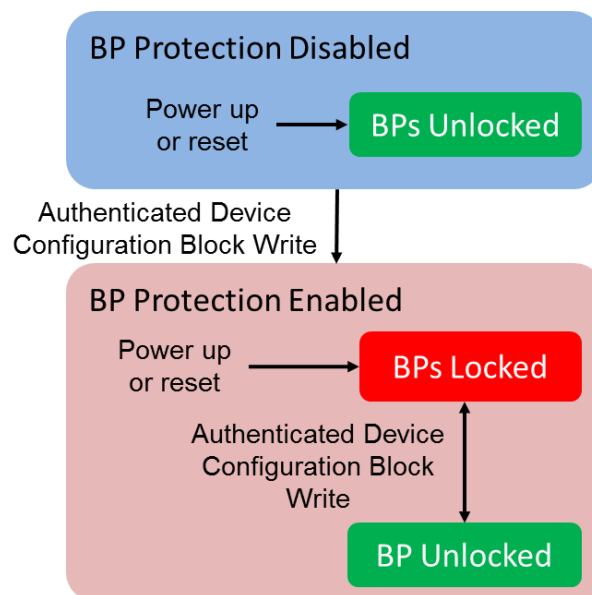 BP Protection Disabled
Power up
or reset
BPs Unlocked
Authenticated Device
Configuration Block Write
BP Protection Enabled
Power up
or reset
BPs Locked
Authenticated Device
Configuration Block
Write
BP Unlocked